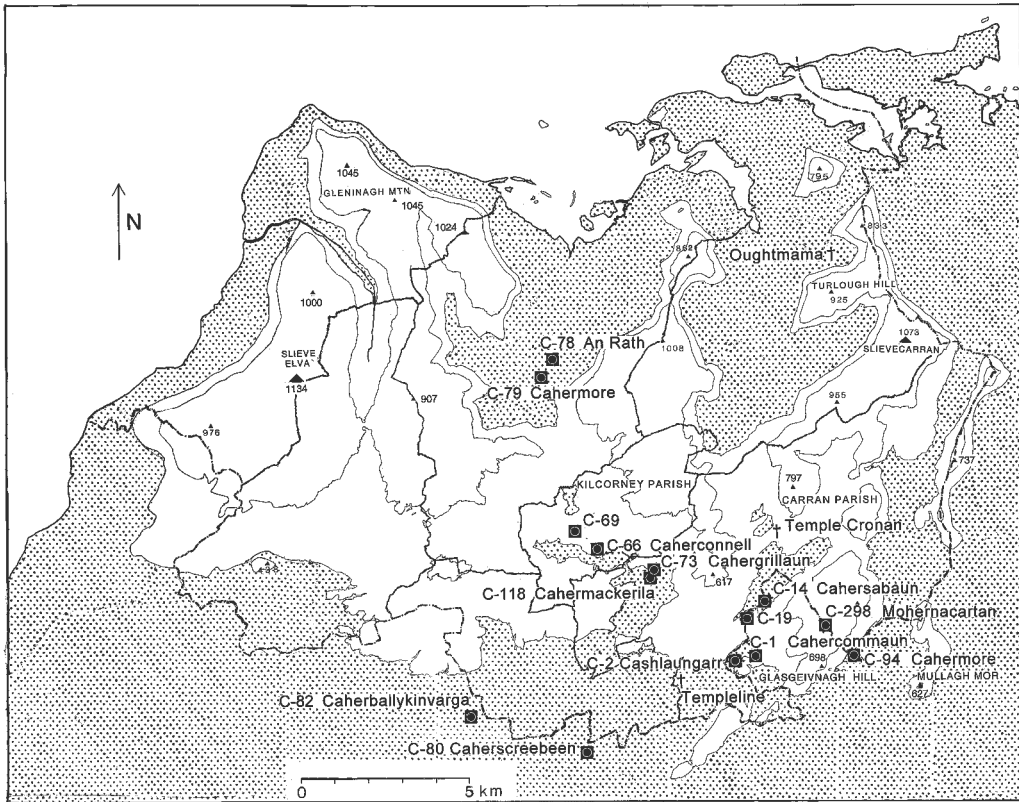 795
1045
GLENINAGH MTN
1045
N
1024
833
882
Oughtmama †
TURLOUGH HILL
925
1000
1073
SLIEVECARRAN
1008
C-78 An Rath
SLIEVE
ELVA
1134
C-79 Cahermore
907
955
976
737
KILCORNEY PARISH
797
CARRAN PARISH
C-69
† Temple Cronan
C-66 Caherconnell
C-73 Cahergrillaun
617
C-118 Cahermackerila
C-14 Cahersabaun
C-19
C-298 Mohernacartan
C-1 Cahercommaun
C-2 Cashlaungarr
698
C-94 Cahermore
GLASGEIVNAGH HILL
MULLAGH MOR
627
† Templeline
C-82 Caherballykinvarga
C-80 Caherscreebeen
0 5 km